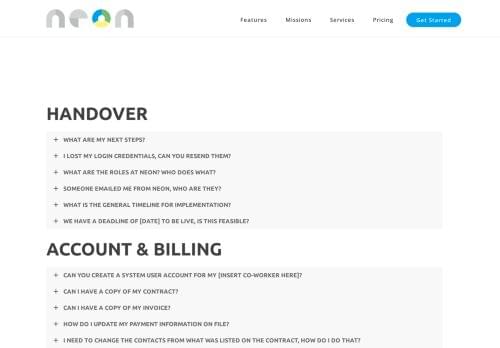 neon
Features Missions Services Pricing Get Started
HANDOVER
+ WHAT ARE MY NEXT STEPS?
+ I LOST MY LOGIN CREDENTIALS, CAN YOU RESEND THEM?
+ WHAT ARE THE ROLES AT NEON? WHO DOES WHAT?
+ SOMEONE EMAILED ME FROM NEON, WHO ARE THEY?
+ WHAT IS THE GENERAL TIMELINE FOR IMPLEMENTATION?
+ WE HAVE A DEADLINE OF [DATE] TO BE LIVE, IS THIS FEASIBLE?
ACCOUNT & BILLING
+ CAN YOU CREATE A SYSTEM USER ACCOUNT FOR MY [INSERT CO-WORKER HERE]?
+ CAN I HAVE A COPY OF MY CONTRACT?
+ CAN I HAVE A COPY OF MY INVOICE?
+ HOW DO I UPDATE MY PAYMENT INFORMATION ON FILE?
+ I NEED TO CHANGE THE CONTACTS FROM WHAT WAS LISTED ON THE CONTRACT, HOW DO I DO THAT?